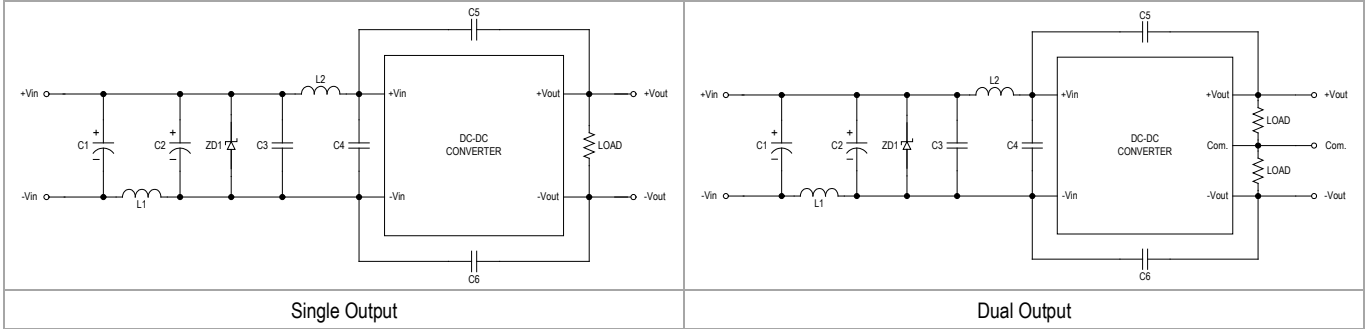 C5
L2
+Vin
+Vin
+Vout
+Vout
+
C1
+
C2
ZD1
C3
C4
DC-DC
CONVERTER
LOAD
-Vin
L1
-Vin
-Vout
-Vout
C6
Single Output
C5
L2
+Vin
+Vin
+Vout
+Vout
LOAD
+
C1
+
C2
ZD1
C3
C4
DC-DC
CONVERTER
Com.
Com.
LOAD
-Vin
L1
-Vin
-Vout
-Vout
C6
Dual Output